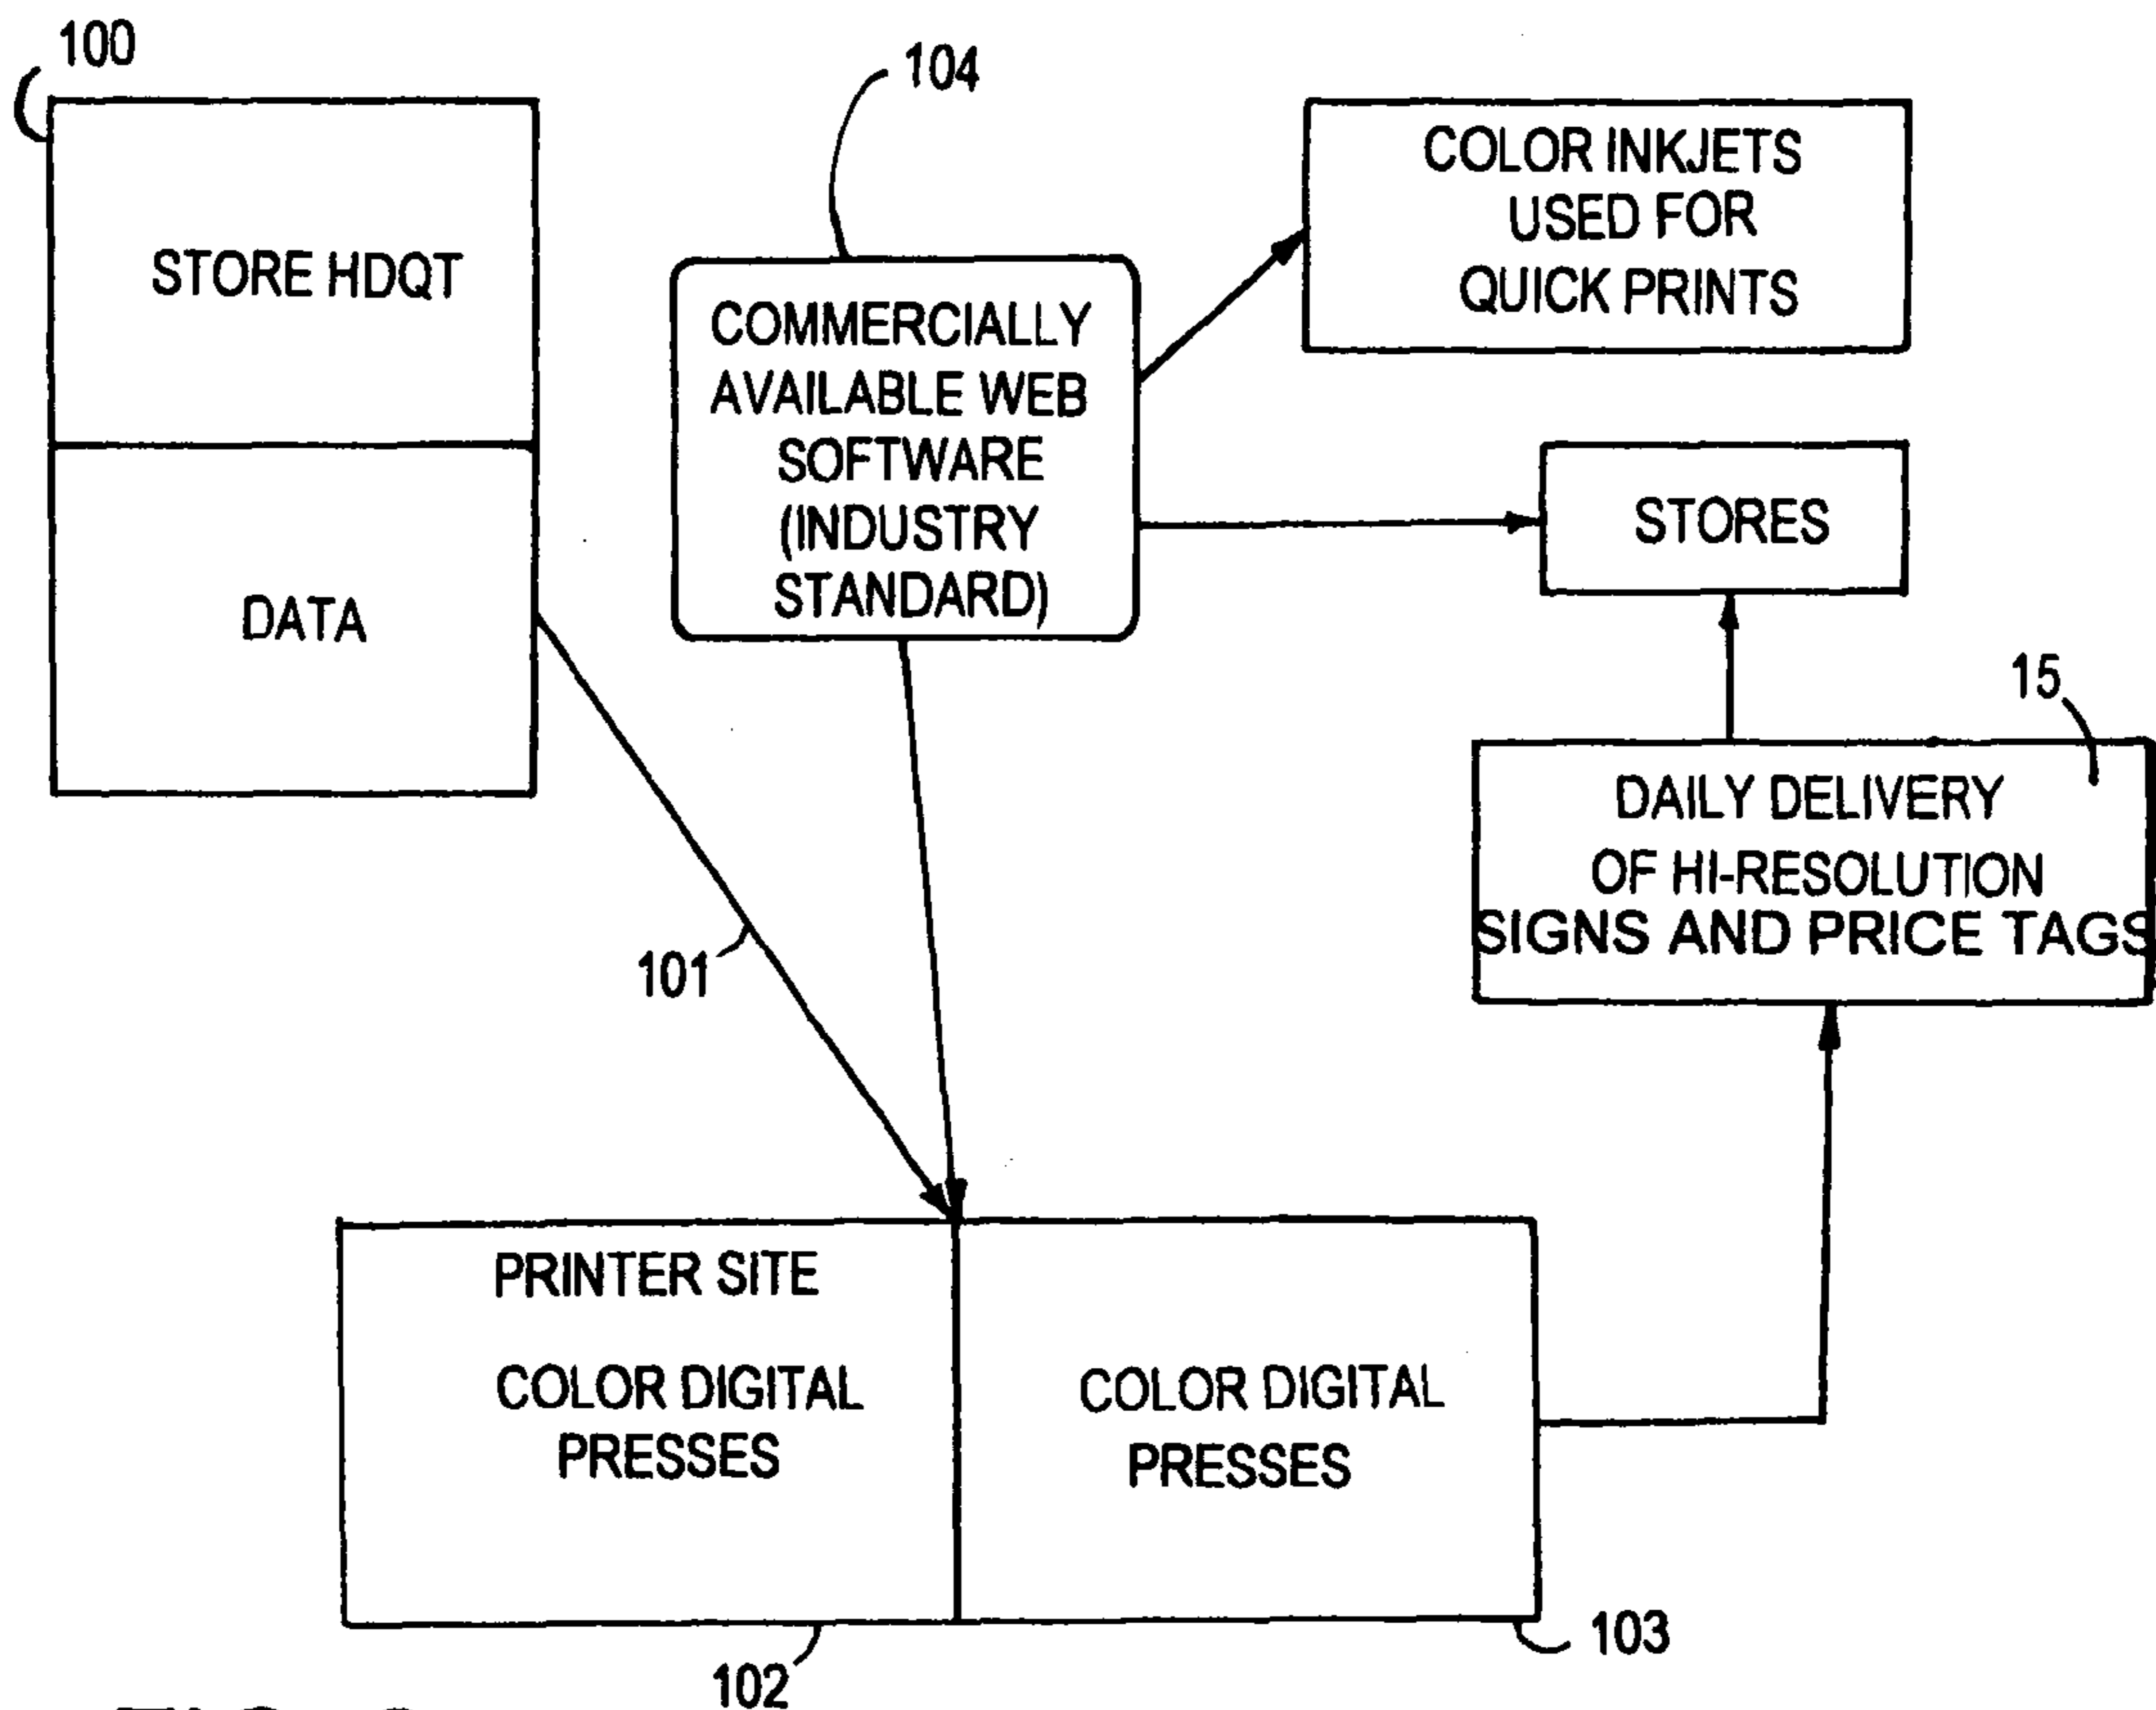 100
104
STORE HDQT
DATA
COMMERCIALLY
AVAILABLE WEB
SOFTWARE
(INDUSTRY
STANDARD)
COLOR INKJETS
USED FOR
QUICK PRINTS
STORES
15
DAILY DELIVERY
OF HI-RESOLUTION
SIGNS AND PRICE TAGS
101
PRINTER SITE
COLOR DIGITAL
PRESSES
COLOR DIGITAL
PRESSES
102
103